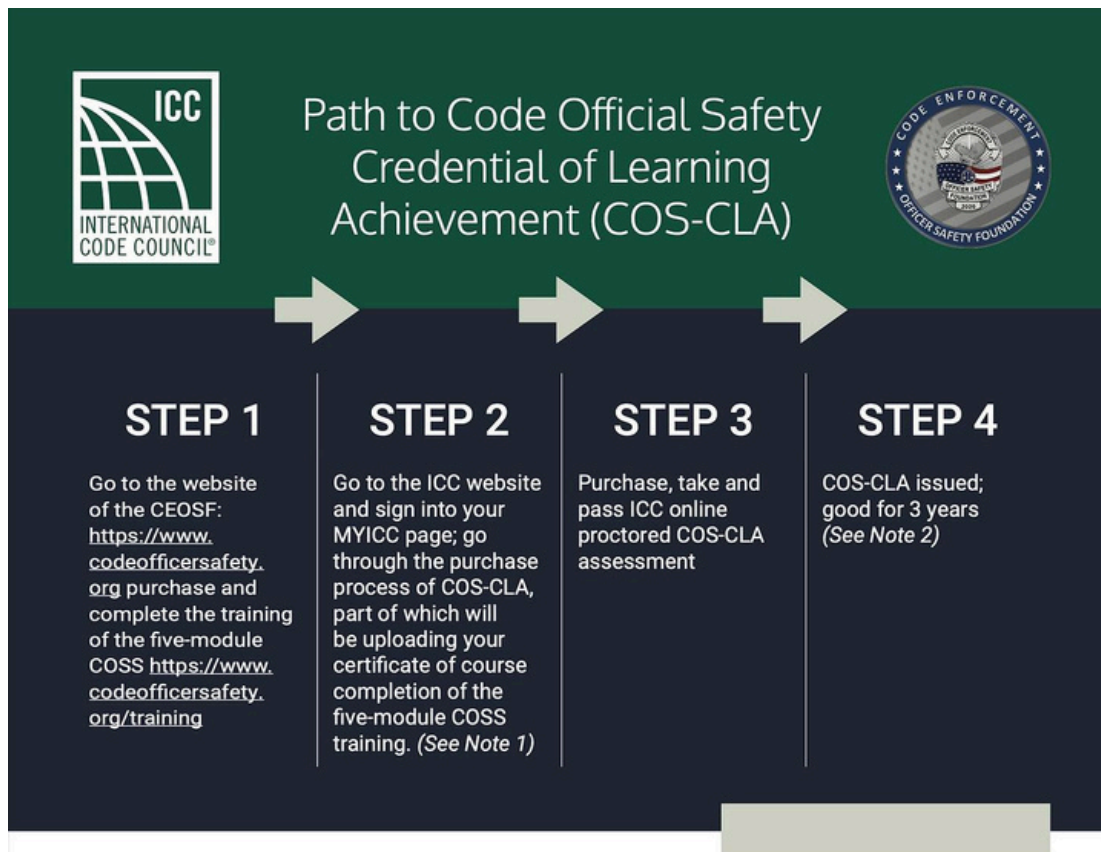 ICC
INTERNATIONAL
CODE COUNCIL®
Path to Code Official Safety
Credential of Learning
Achievement (COS-CLA)
CODE ENFORCEMENT
OFFICER SAFETY FOUNDATION
CODE ENFORCEMENT
OFFICER SAFETY
FOUNDATION
STEP 1
Go to the website
of the CEOSF:
https://www.
codeofficersafety.
org purchase and
complete the training
of the five-module
COSS https://www.
codeofficersafety.
org/training
STEP 2
Go to the ICC website
and sign into your
MYICC page; go
through the purchase
process of COS-CLA,
part of which will
be uploading your
certificate of course
completion of the
five-module COSS
training. (See Note 1)
STEP 3
Purchase, take and
pass ICC online
proctored COS-CLA
assessment
STEP 4
COS-CLA issued;
good for 3 years
(See Note 2)